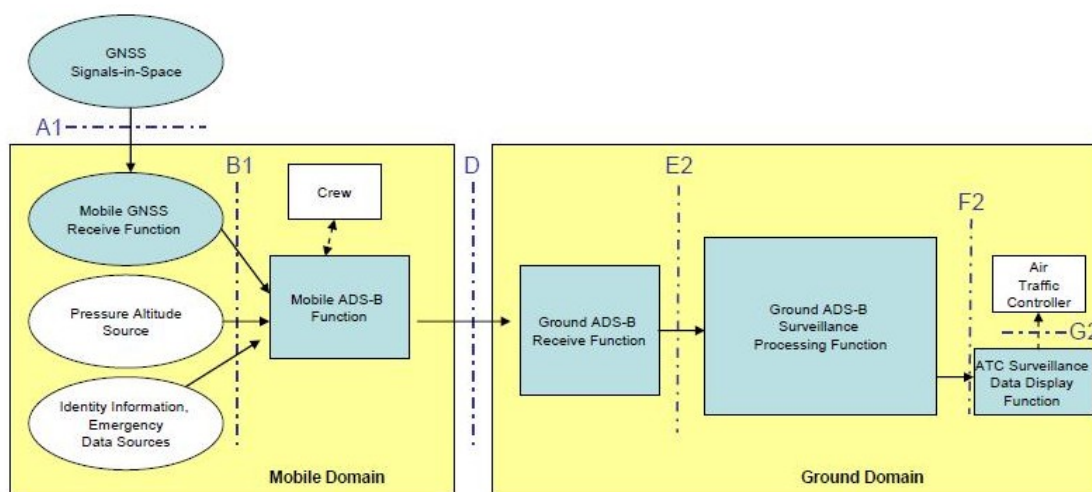 GNSS
Signals-in-Space
A1
B1
D
E2
F2
Crew
Mobile GNSS
Receive Function
Air
Traffic
Controller
Mobile ADS-B
Function
Pressure Altitude
Source
Ground ADS-B
Receive Function
Ground ADS-B
Surveillance
Processing Function
G2
ATC Surveillance
Data Display
Function
Identity Information,
Emergency
Data Sources
Mobile Domain
Ground Domain